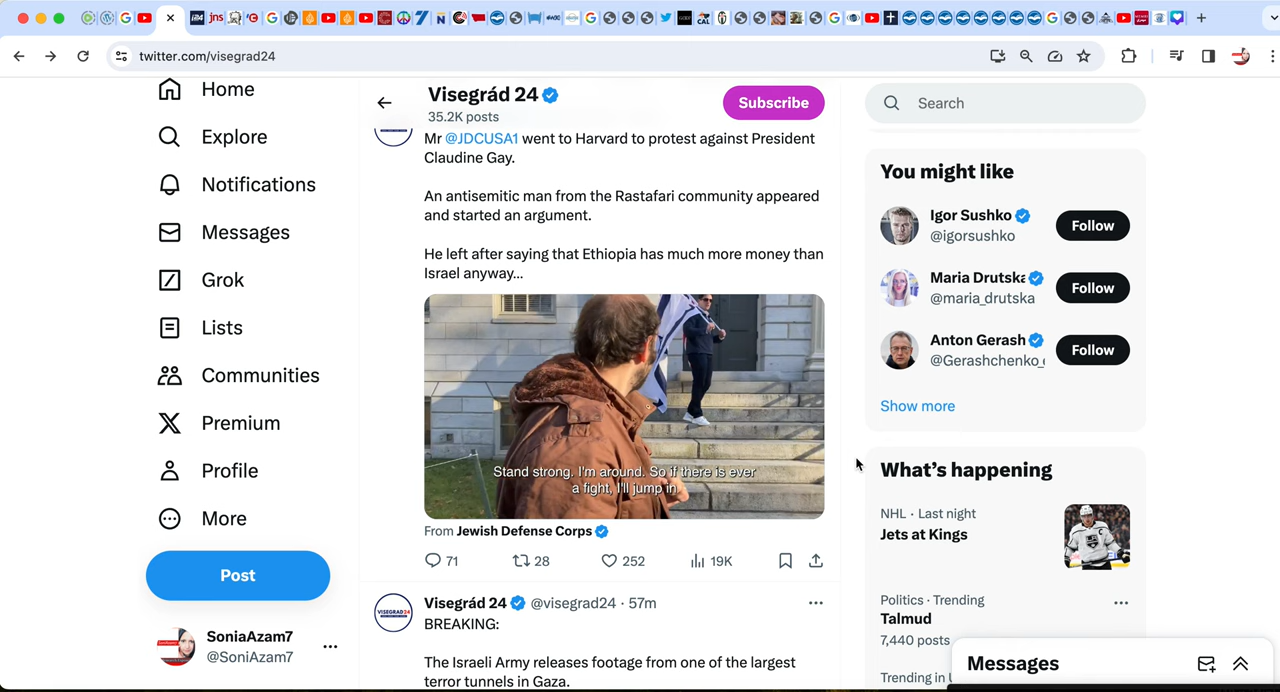 jns
twitter.com/visegrad24
Home
Explore
Notifications
Messages
Grok
Lists
Communities
Premium
Profile
More
Post
SoniaAzam7
@SoniAzam7
Visegrád 24
35.2K posts
Subscribe
Mr @JDCUSA1 went to Harvard to protest against President
Claudine Gay.
An antisemitic man from the Rastafari community appeared
and started an argument.
He left after saying that Ethiopia has much more money than
Israel anyway...
Stand strong. I'm around. So if there is ever
a fight, I'll jump in.
From Jewish Defense Corps
71
28
252
19K
VISEGRAD24
Visegrád 24 @visegrad24 · 57m
BREAKING:
The Israeli Army releases footage from one of the largest
terror tunnels in Gaza.
Search
You might like
Igor Sushko
@igorsushko
Follow
Maria Drutska
@maria_drutska
Follow
Anton Gerash
@Gerashchenko_
Follow
Show more
What's happening
NHL · Last night
Jets at Kings
Politics · Trending
Talmud
7,440 posts
Trending in
Messages